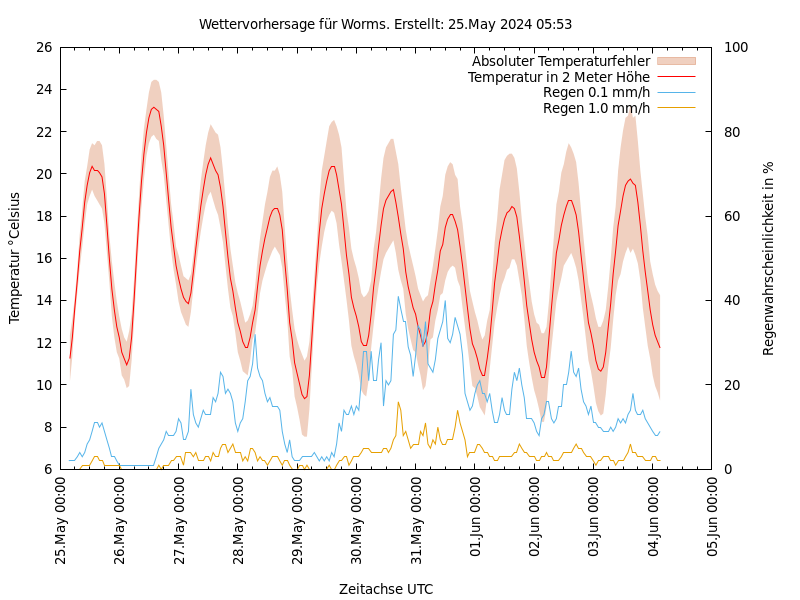 Wettervorhersage für Worms. Erstellt: 25.May 2024 05:53
Absoluter Temperaturfehler
Temperatur in 2 Meter Höhe
Regen 0.1 mm/h
Regen 1.0 mm/h
Temperatur °Celsius
26
24
22
20
18
16
14
12
10
8
6
100
80
60
40
20
0
Regenwahrscheinlichkeit in %
25.May 00:00
26.May 00:00
27.May 00:00
28.May 00:00
29.May 00:00
30.May 00:00
31.May 00:00
01.Jun 00:00
02.Jun 00:00
03.Jun 00:00
04.Jun 00:00
05.Jun 00:00
Zeitachse UTC